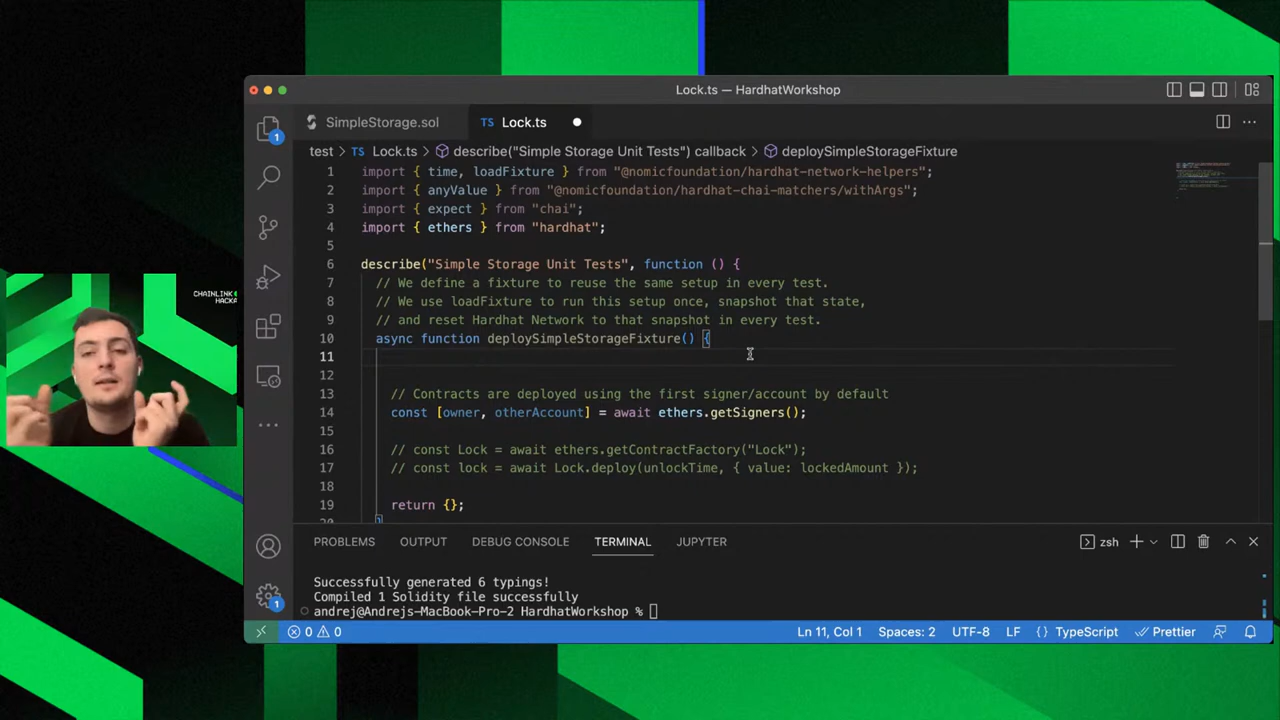 Lock.ts — HardhatWorkshop
SimpleStorage.sol
TS Lock.ts
test > TS Lock.ts > describe("Simple Storage Unit Tests") callback > deploySimpleStorageFixture
1 import { time, loadFixture } from "@nomicfoundation/hardhat-network-helpers";
2 import { anyValue } from "@nomicfoundation/hardhat-chai-matchers/withArgs";
3 import { expect } from "chai";
4 import { ethers } from "hardhat";
5
6 describe("Simple Storage Unit Tests", function () {
7 // We define a fixture to reuse the same setup in every test.
8 // We use loadFixture to run this setup once, snapshot that state,
9 // and reset Hardhat Network to that snapshot in every test.
10 async function deploySimpleStorageFixture() {
11
12
13 // Contracts are deployed using the first signer/account by default
14 const [owner, otherAccount] = await ethers.getSigners();
15
16 // const Lock = await ethers.getContractFactory("Lock");
17 // const lock = await Lock.deploy(unlockTime, { value: lockedAmount });
18
19 return {};
}
1
CHAINLINK
HACKA
PROBLEMS OUTPUT DEBUG CONSOLE TERMINAL JUPYTER zsh
Successfully generated 6 typings!
Compiled 1 Solidity file successfully
andrej@Andrejs-MacBook-Pro-2 HardhatWorkshop %
1
0 0 Ln 11, Col 1 Spaces: 2 UTF-8 LF {} TypeScript Prettier